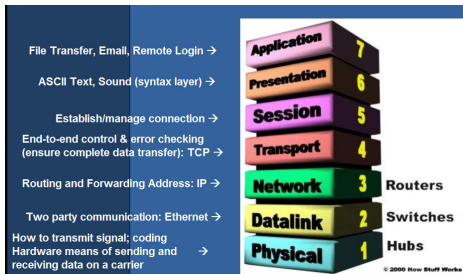 File Transfer, Email, Remote Login →
Application 7
ASCII Text, Sound (syntax layer) →
Presentation 6
Establish/manage connection →
Session 5
End-to-end control & error checking
(ensure complete data transfer): TCP →
Transport 4
Routing and Forwarding Address: IP →
Network 3 Routers
Two party communication: Ethernet →
Datalink 2 Switches
How to transmit signal; coding
Hardware means of sending and →
receiving data on a carrier
Physical 1 Hubs
© 2000 How Stuff Works